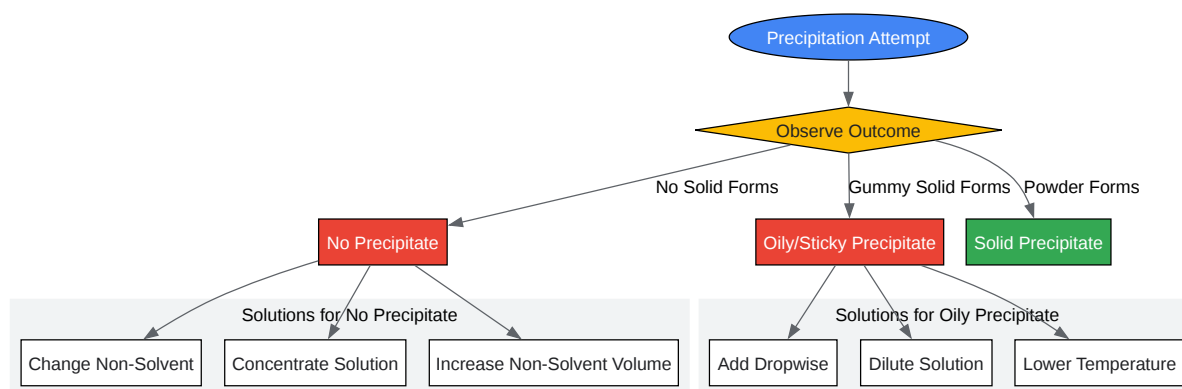 Precipitation Attempt
Observe Outcome
No Solid Forms
Gummy Solid Forms
Powder Forms
No Precipitate
Oily/Sticky Precipitate
Solid Precipitate
Solutions for No Precipitate
Solutions for Oily Precipitate
Change Non-Solvent
Concentrate Solution
Increase Non-Solvent Volume
Add Dropwise
Dilute Solution
Lower Temperature